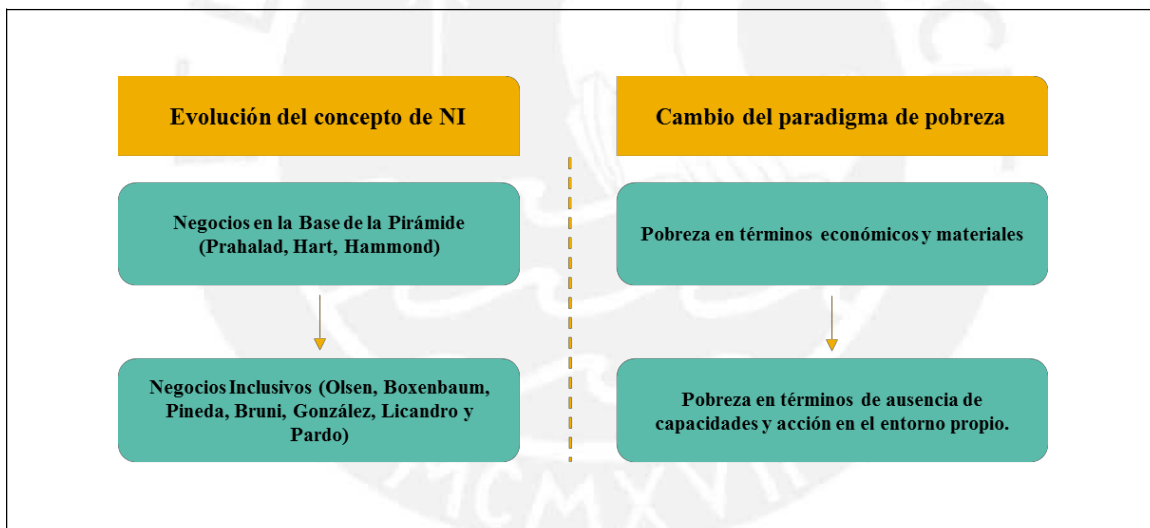 Evolución del concepto de NI
Negocios en la Base de la Pirámide
(Prahalad, Hart, Hammond)
Negocios Inclusivos (Olsen, Boxenbaum,
Pineda, Bruni, González, Licandro y
Pardo)
Cambio del paradigma de pobreza
Pobreza en términos económicos y materiales
Pobreza en términos de ausencia de
capacidades y acción en el entorno propio.
MCMXVII